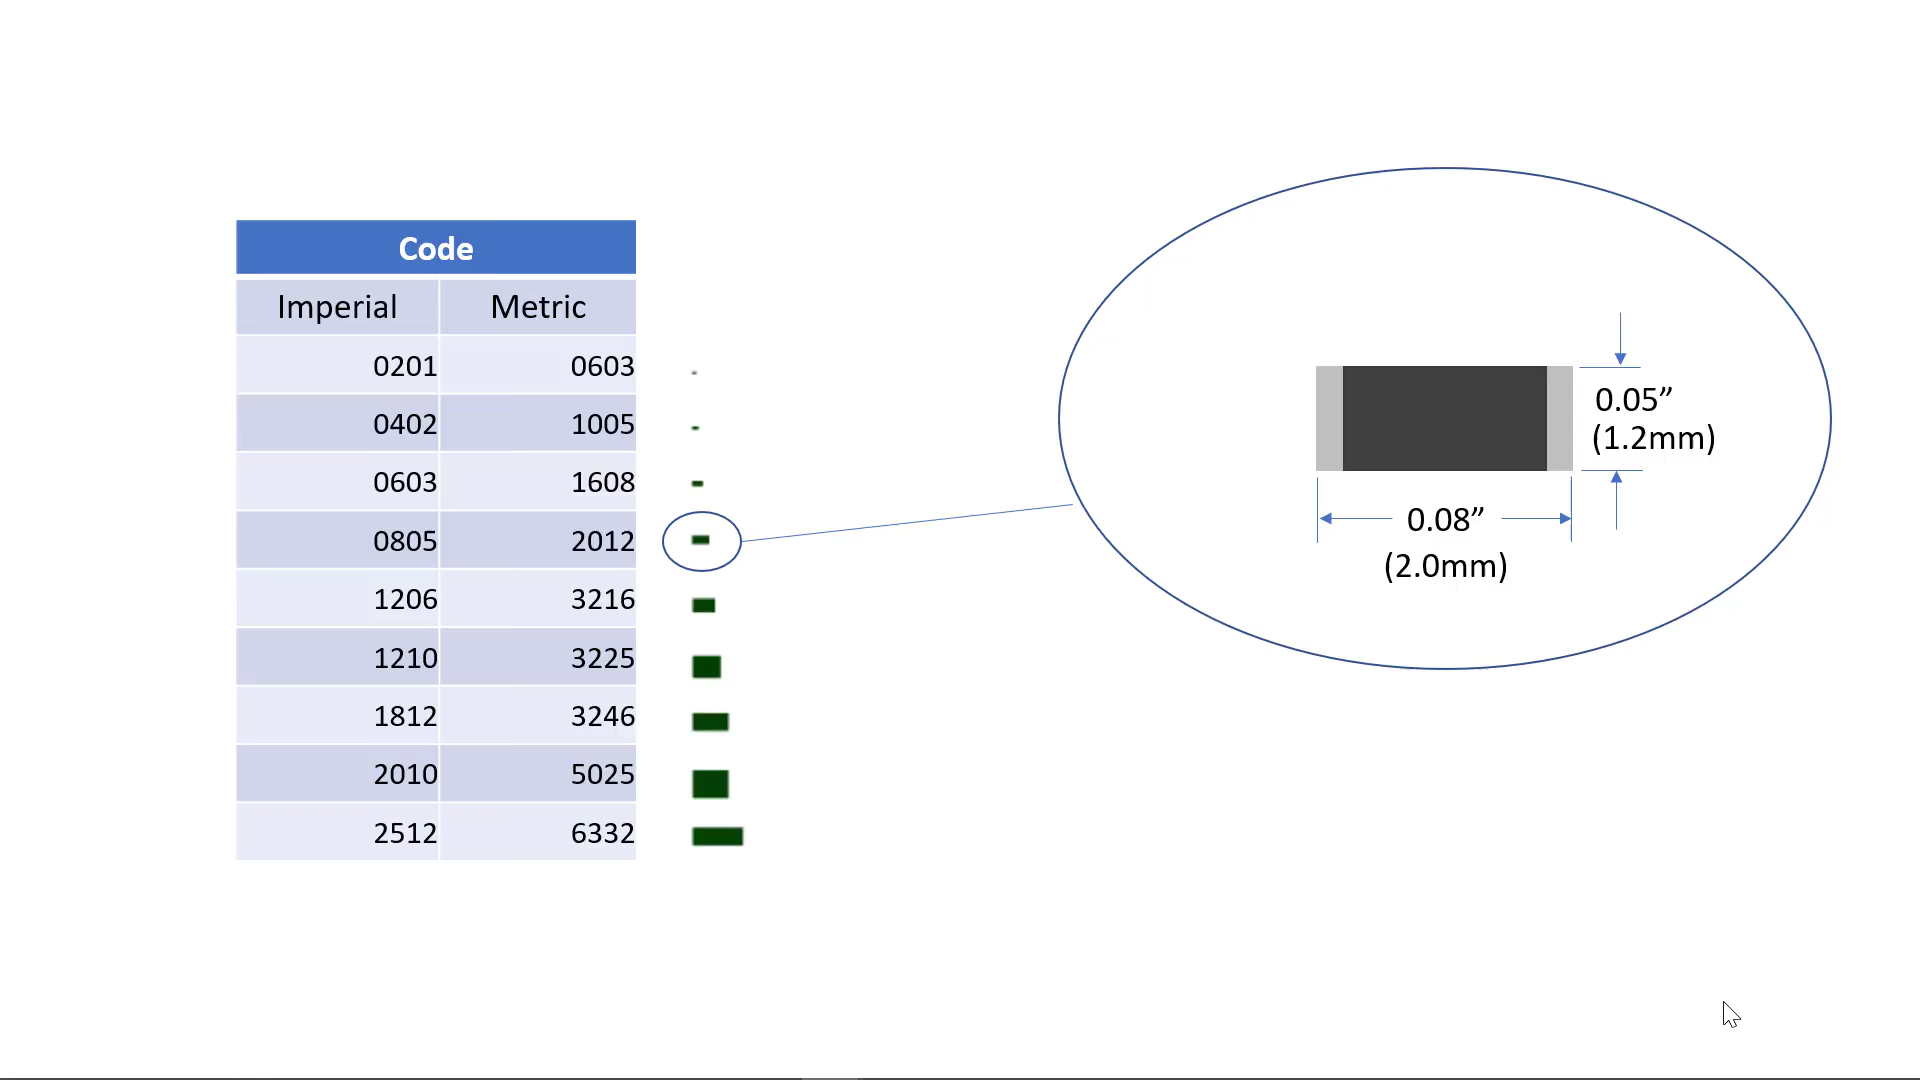 Code
Imperial Metric
0201 0603
0402 1005
0603 1608
0805 2012
1206 3216
1210 3225
1812 3246
2010 5025
2512 6332
0.05”
(1.2mm)
0.08”
(2.0mm)